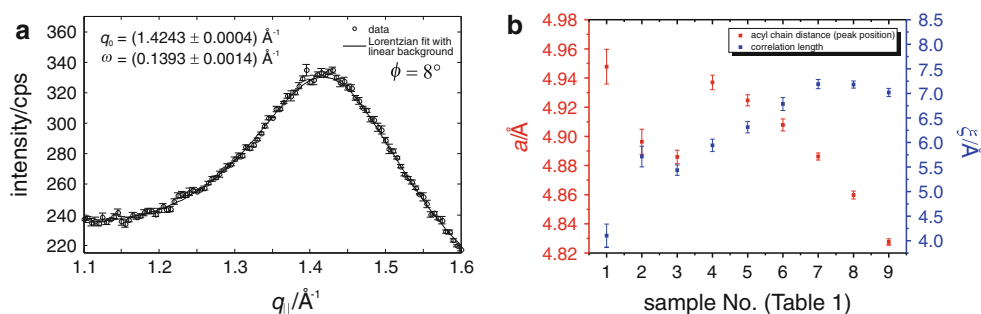 a
q₀ = (1.4243 ± 0.0004) Å⁻¹
ω = (0.1393 ± 0.0014) Å⁻¹
data
Lorentzian fit with
linear background
ϕ = 8°
intensity/cps
360
340
320
300
280
260
240
220
1.1 1.2 1.3 1.4 1.5 1.6
q||/Å⁻¹
b
acyl chain distance (peak position)
correlation length
a/Å
4.98
4.96
4.94
4.92
4.90
4.88
4.86
4.84
4.82
8.5
8.0
7.5
7.0
6.5
6.0
5.5
5.0
4.5
4.0
ξ/Å
1 2 3 4 5 6 7 8 9
sample No. (Table 1)